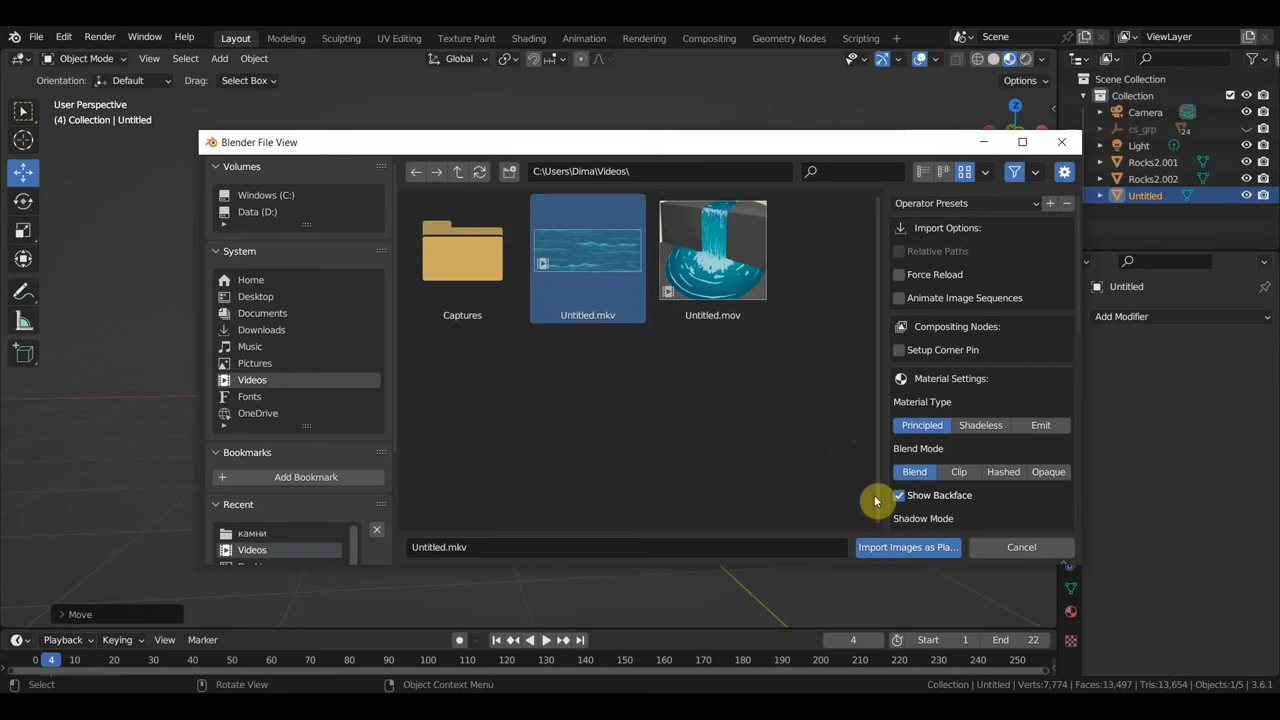 File Edit Render Window Help Layout Modeling Sculpting UV Editing Texture Paint Shading Animation Rendering Compositing Geometry Nodes Scripting + Scene ViewLayer
Object Mode View Select Add Object Global
Orientation: Default Drag: Select Box Options
User Perspective
(4) Collection | Untitled
Scene Collection
Collection
Camera
cs_grp 24
Light
Rocks2.001
Rocks2.002
Untitled
Untitled
Add Modifier
Blender File View
Volumes
Windows (C:)
Data (D:)
System
Home
Desktop
Documents
Downloads
Music
Pictures
Videos
Fonts
OneDrive
Bookmarks
Add Bookmark
Recent
камни
Videos
C:\Users\Dima\Videos\
Captures
Untitled.mkv
Untitled.mov
Untitled.mkv
Import Images as Pla...
Cancel
Operator Presets
Import Options:
Relative Paths
Force Reload
Animate Image Sequences
Compositing Nodes:
Setup Corner Pin
Material Settings:
Material Type
Principled Shadeless Emit
Blend Mode
Blend Clip Hashed Opaque
Show Backface
Shadow Mode
Move
Playback Keying View Marker 4 Start 1 End 22
0 4 10 20 30 40 50 60 70 80 90 100 110 120 130 140 150 160 170 180 190 200 210 220 230 240 250
Select Rotate View Object Context Menu Collection | Untitled | Verts:7,774 | Faces:13,497 | Tris:13,654 | Objects:1/5 | 3.6.1